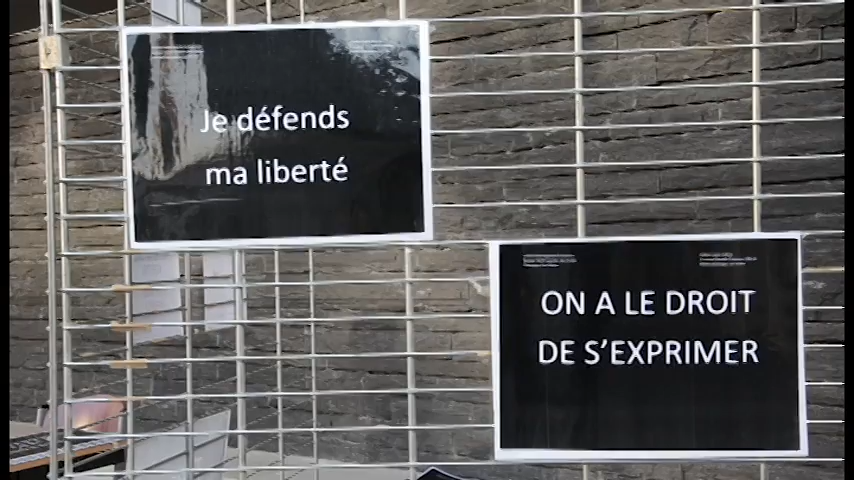 Je défends
ma liberté
ON A LE DROIT
DE S'EXPRIMER